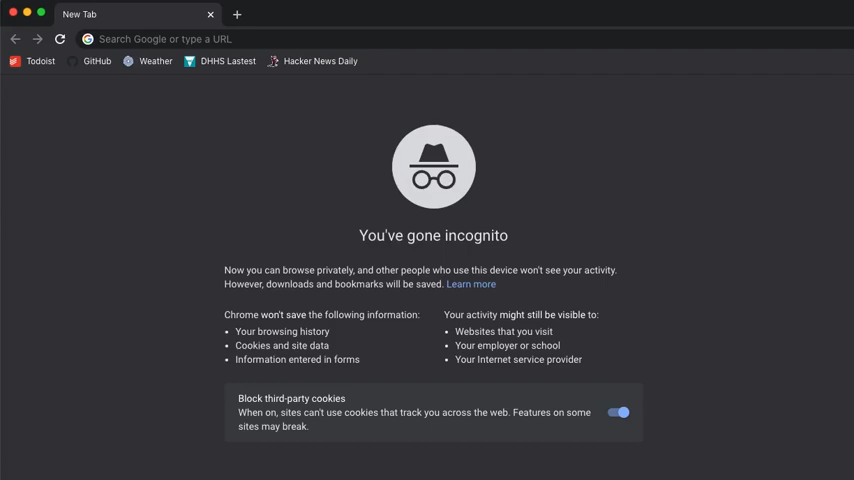 New Tab
Search Google or type a URL
Todoist GitHub Weather DHHS Lastest Hacker News Daily
You've gone incognito
Now you can browse privately, and other people who use this device won't see your activity.
However, downloads and bookmarks will be saved. Learn more
Chrome won't save the following information:
• Your browsing history
• Cookies and site data
• Information entered in forms
Your activity might still be visible to:
• Websites that you visit
• Your employer or school
• Your Internet service provider
Block third-party cookies
When on, sites can't use cookies that track you across the web. Features on some
sites may break.